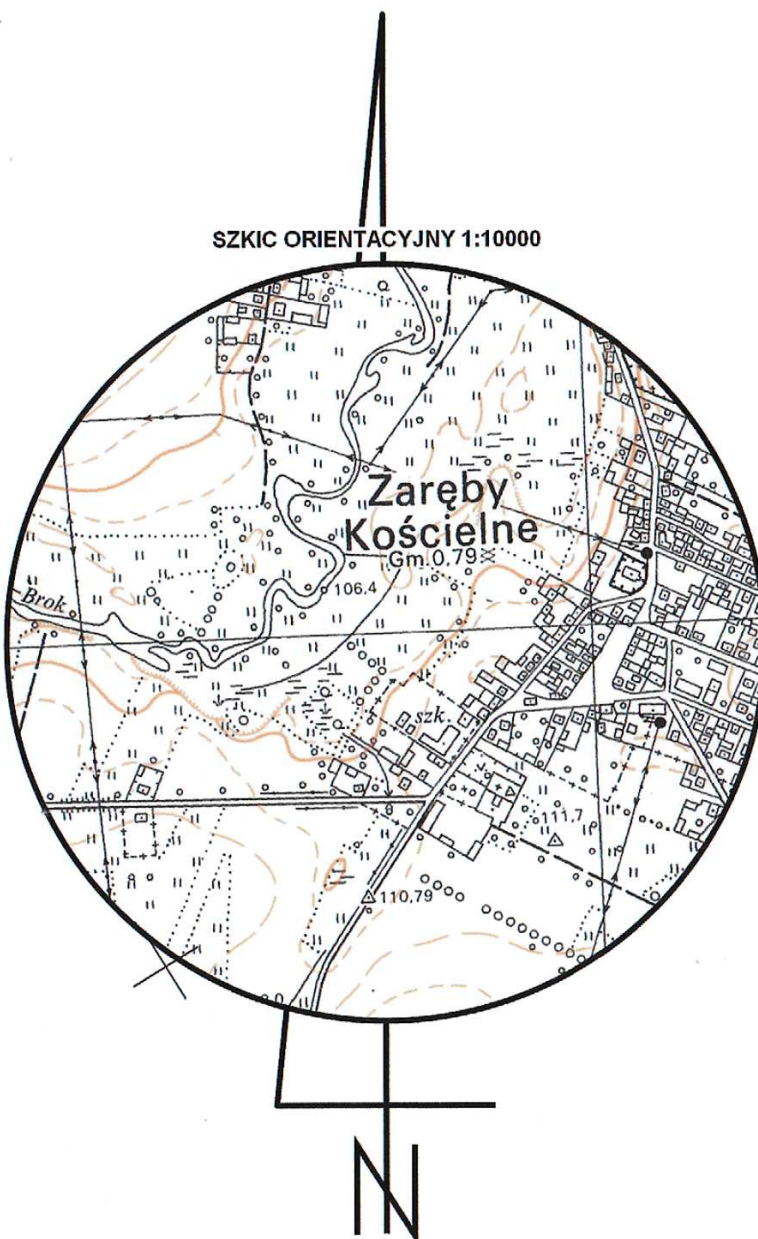 SZKIC ORIENTACYJNY 1:10000
Zaręby
Kościelne
Gm. 0.79
106.4
Brok
szk.
111.7
110.79
N